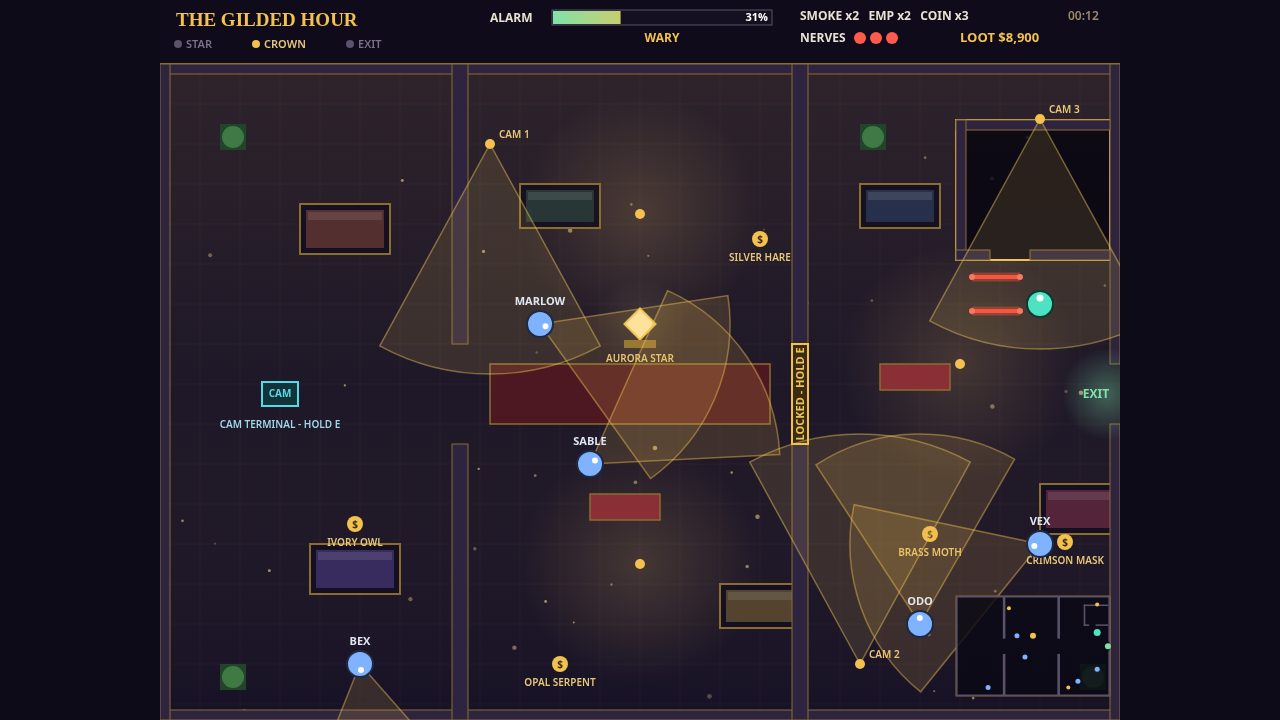 THE GILDED HOUR
STAR CROWN EXIT
ALARM 31%
WARY
SMOKE x2 EMP x2 COIN x3 00:12
NERVES LOOT $8,900
CAM 3
CAM 1
$
SILVER HARE
MARLOW
AURORA STAR
LOCKED - HOLD E
EXIT
CAM
CAM TERMINAL - HOLD E
SABLE
$
IVORY OWL
VEX
$
BRASS MOTH
$
CRIMSON MASK
ODO
BEX
CAM 2
$
OPAL SERPENT